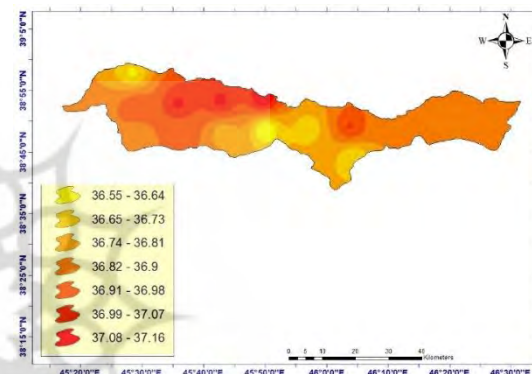 N
W E
S
39°5'0"N
38°55'0"N
38°45'0"N
38°35'0"N
38°25'0"N
38°15'0"N
36.55 - 36.64
36.65 - 36.73
36.74 - 36.81
36.82 - 36.9
36.91 - 36.98
36.99 - 37.07
37.08 - 37.16
0 5 10 20 30 40
Kilometers
45°20'0"E 45°30'0"E 45°40'0"E 45°50'0"E 46°0'0"E 46°10'0"E 46°20'0"E 46°30'0"E